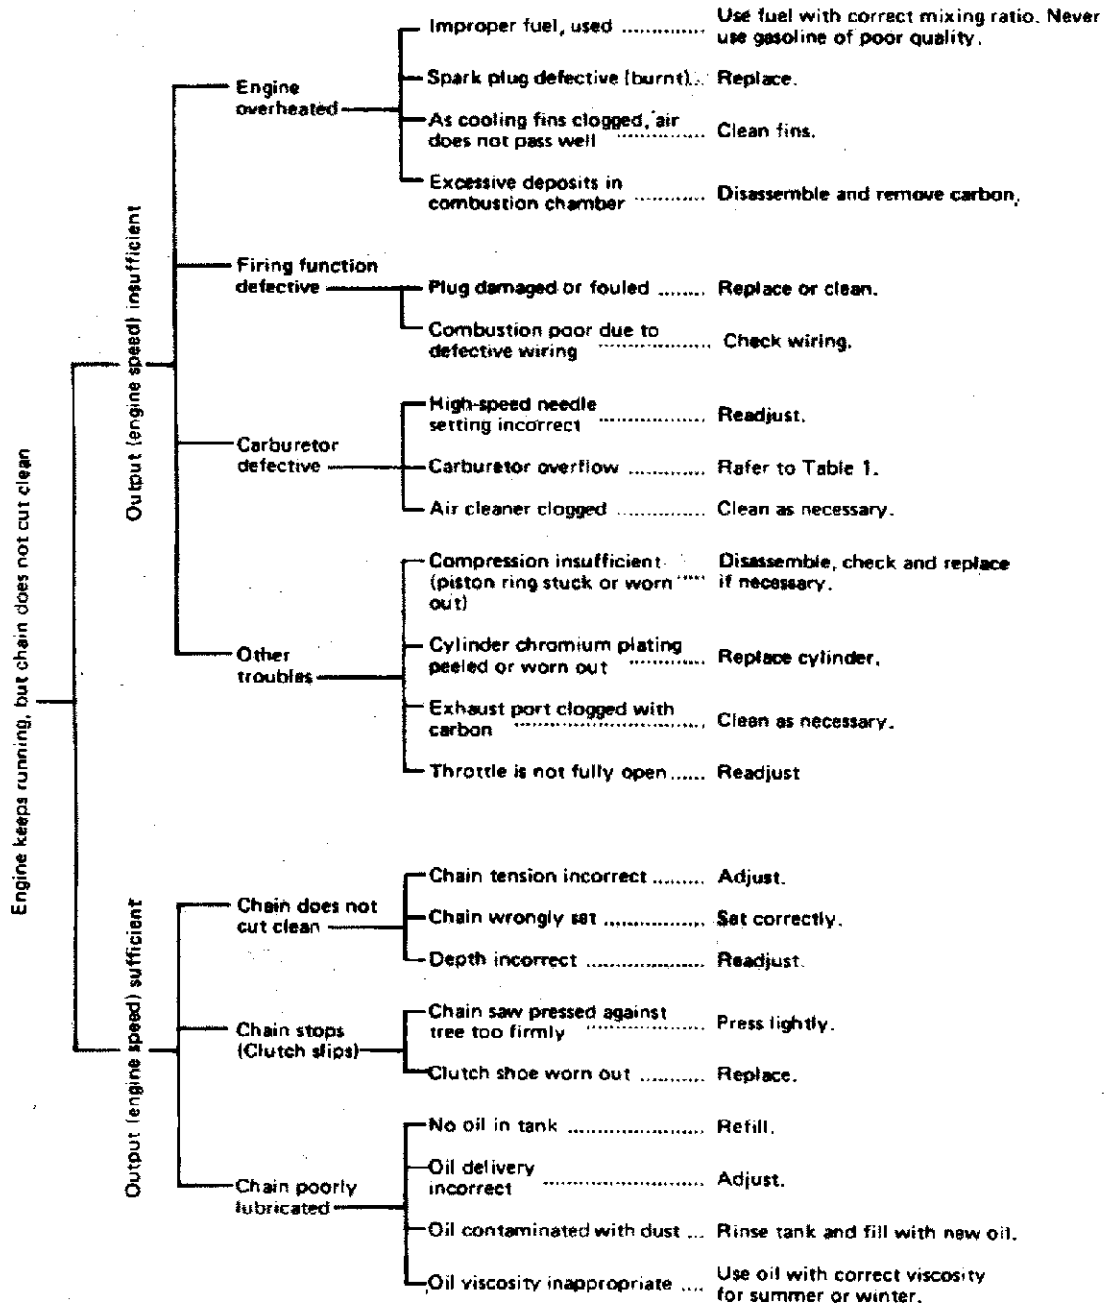 Engine keeps running, but chain does not cut clean
Output (engine speed) insufficient
Engine
overheated
Improper fuel, used ............ Use fuel with correct mixing ratio. Never
use gasoline of poor quality.
Spark plug defective (burnt)... Replace.
As cooling fins clogged, air
does not pass well ............ Clean fins.
Excessive deposits in
combustion chamber ............ Disassemble and remove carbon,
Firing function
defective
Plug damaged or fouled ........ Replace or clean.
Combustion poor due to
defective wiring ............ Check wiring.
Carburetor
defective
High-speed needle
setting incorrect ............ Readjust.
Carburetor overflow ............ Rafer to Table 1.
Air cleaner clogged ............ Clean as necessary.
Other
troubles
Compression insufficient
(piston ring stuck or worn ..... Disassemble, check and replace
out)
if necessary.
Cylinder chromium plating
peeled or worn out ............ Replace cylinder.
Exhaust port clogged with
carbon ............ Clean as necessary.
Throttle is not fully open ...... Readjust
Output (engine speed) sufficient
Chain does not
cut clean
Chain tension incorrect ......... Adjust.
Chain wrongly set ............ Set correctly.
Depth incorrect ............ Readjust.
Chain stops
(Clutch slips)
Chain saw pressed against
tree too firmly ............ Press lightly.
Clutch shoe worn out ........... Replace.
Chain poorly
lubricated
No oil in tank ............ Refill.
Oil delivery
incorrect ............ Adjust.
Oil contaminated with dust ... Rinse tank and fill with new oil.
Oil viscosity inappropriate .... Use oil with correct viscosity
for summer or winter.